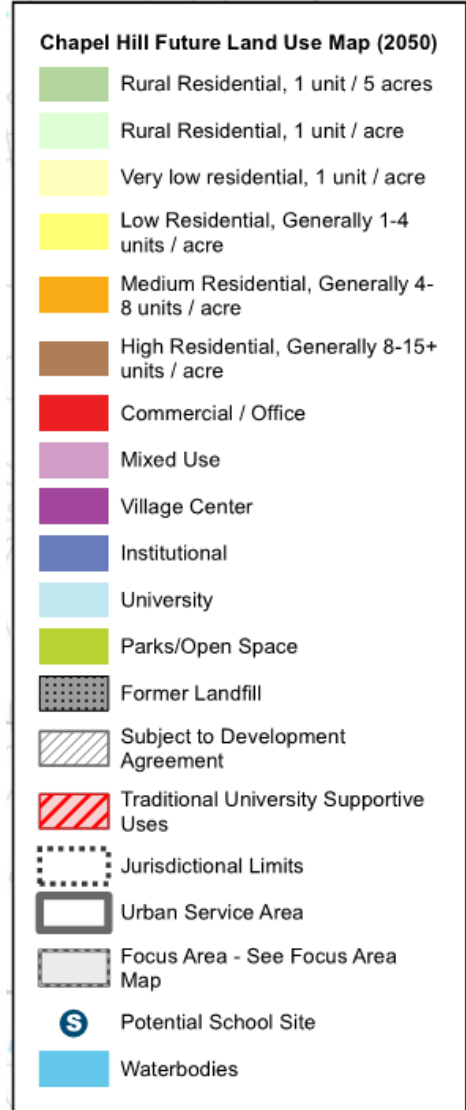 Chapel Hill Future Land Use Map (2050)
Rural Residential, 1 unit / 5 acres
Rural Residential, 1 unit / acre
Very low residential, 1 unit / acre
Low Residential, Generally 1-4
units / acre
Medium Residential, Generally 4-
8 units / acre
High Residential, Generally 8-15+
units / acre
Commercial / Office
Mixed Use
Village Center
Institutional
University
Parks/Open Space
Former Landfill
Subject to Development
Agreement
Traditional University Supportive
Uses
Jurisdictional Limits
Urban Service Area
Focus Area - See Focus Area
Map
S Potential School Site
Waterbodies